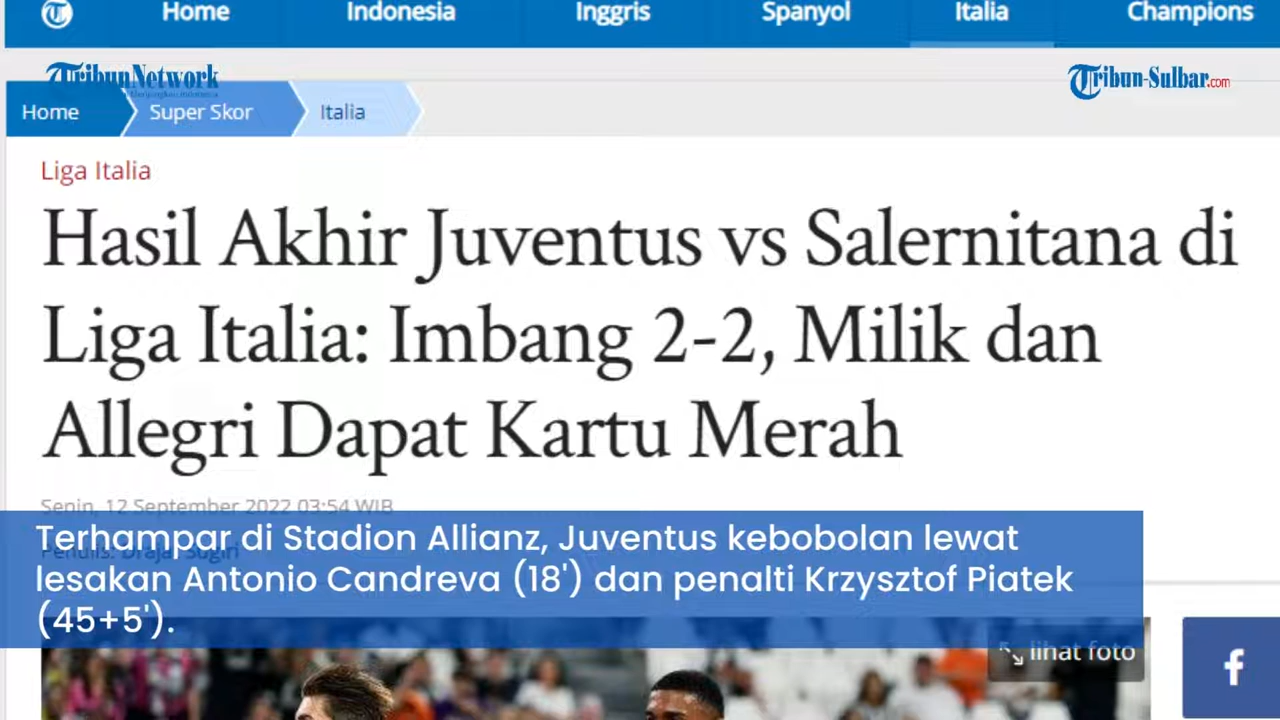 Home Indonesia Inggris Spanyol Italia Champions
TribunNetwork
Tribun-Sulbar.com
Home Super Skor Italia
Liga Italia
Hasil Akhir Juventus vs Salernitana di
Liga Italia: Imbang 2-2, Milik dan
Allegri Dapat Kartu Merah
Senin, 12 September 2022 03:54 WIB
Terhampar di Stadion Allianz, Juventus kebobolan lewat
lesakan Antonio Candreva (18') dan penalti Krzysztof Piatek
(45+5').
lihat foto
f